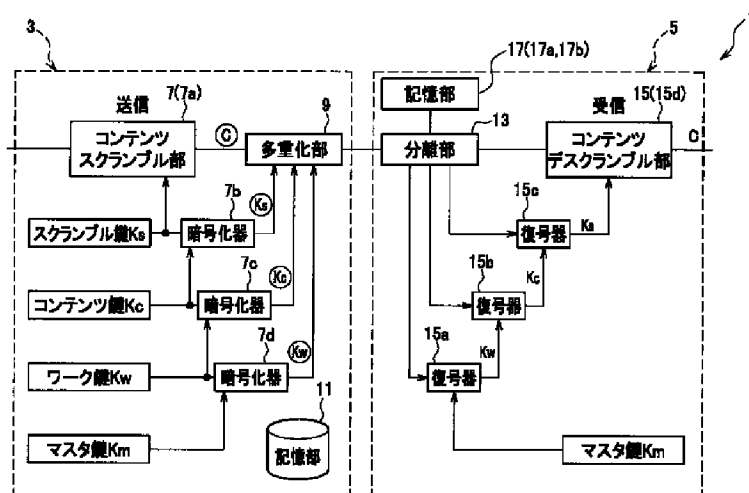 3
5
送信
7(7a)
コンテンツ
スクランブル部
C
9
多重化部
17(17a,17b)
記憶部
13
分離部
受信
15(15d)
コンテンツ
デスクランブル部
C
スクランブル鍵Ks
7b
暗号化器
Ks
15c
復号器
Ks
コンテンツ鍵Kc
7c
暗号化器
Kc
15b
復号器
Kc
ワーク鍵Kw
7d
暗号化器
Kw
15a
復号器
Kw
マスタ鍵Km
11
記憶部
マスタ鍵Km